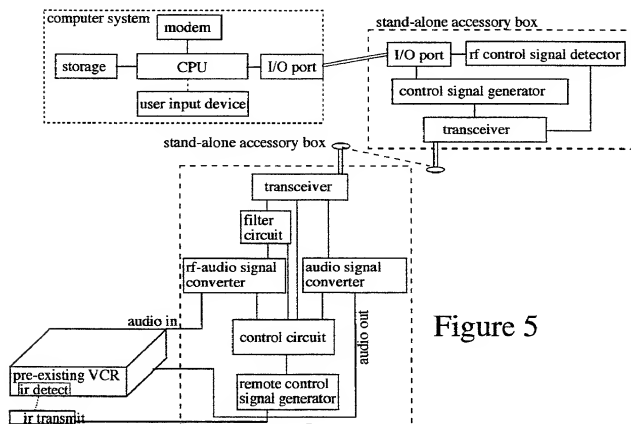 computer system
modem
storage
CPU
I/O port
user input device
stand-alone accessory box
I/O port
rf control signal detector
control signal generator
transceiver
stand-alone accessory box
transceiver
filter
circuit
rf-audio signal
converter
audio signal
converter
audio in
control circuit
audio out
Figure 5
pre-existing VCR
ir detect
remote control
signal generator
ir transmit